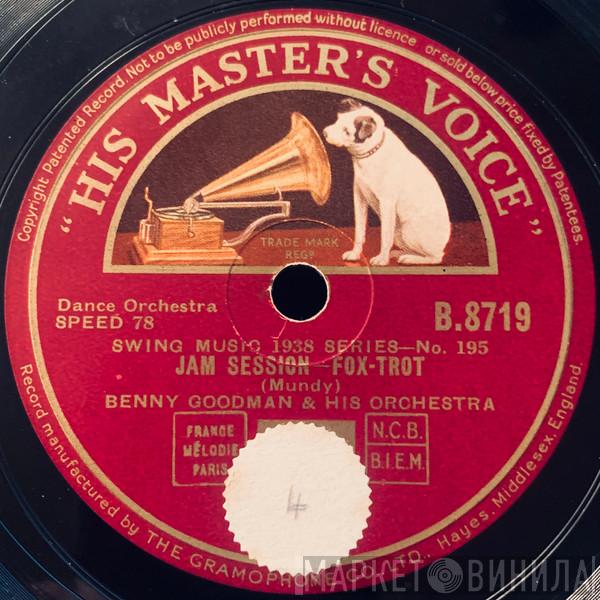 Copyright Patented Record. Not to be publicly performed without licence or sold below price fixed by Patentees.
"HIS MASTER'S VOICE"
TRADE MARK
REGD
Dance Orchestra
SPEED 78
B.8719
SWING MUSIC 1938 SERIES—No. 195
JAM SESSION—FOX-TROT
(Mundy)
BENNY GOODMAN & HIS ORCHESTRA
FRANCE
MÉLODIE
PARIS
N.C.B.
B.I.E.M.
4
Record manufactured by THE GRAMOPHONE CO., LTD., Hayes, Middlesex, England.
МАРКЕТ ВИНИЛА